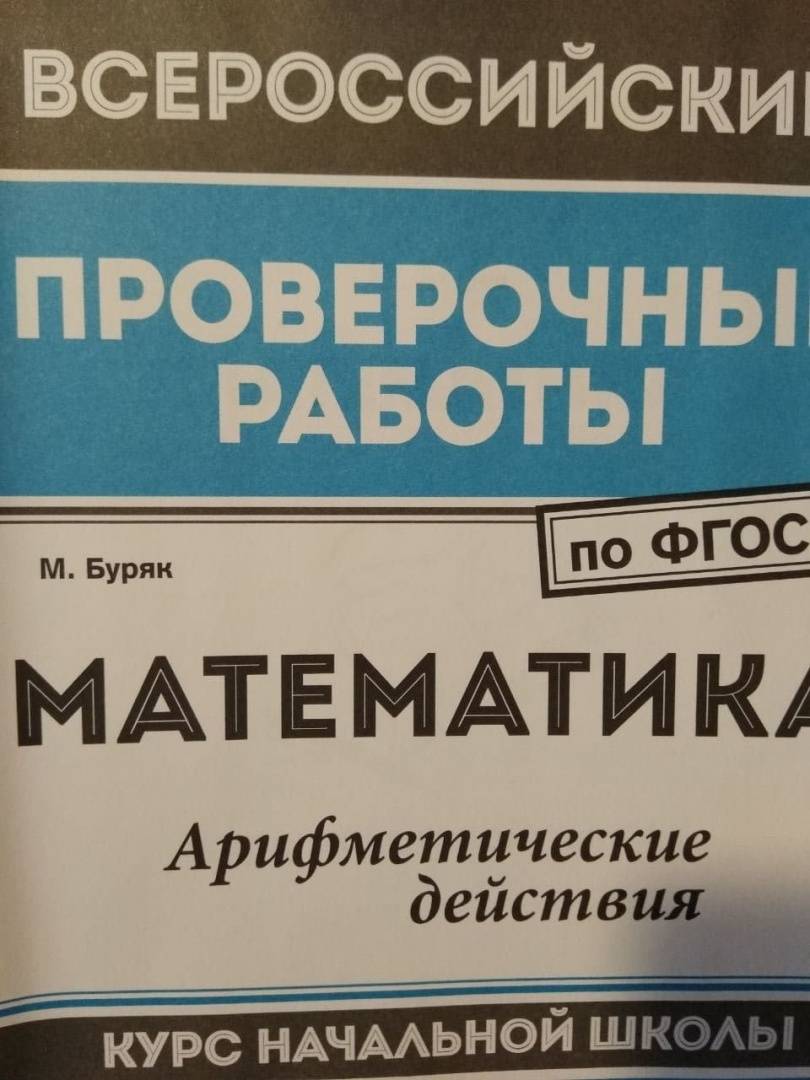 ВСЕРОССИЙСКИ
ПРОВЕРОЧНЫ
РАБОТЫ
по ФГОС
М. Буряк
МАТЕМАТИКА
Арифметические
действия
КУРС НАЧАЛЬНОЙ ШКОЛЫ